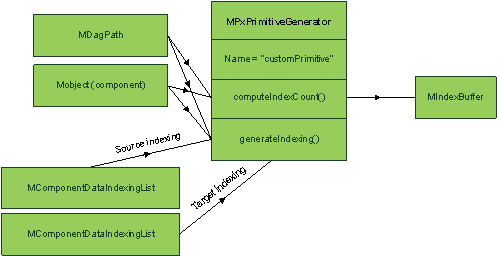 MDagPath
Mobject (component)
MPxPrimitiveGenerator
Name = "customPrimitive"
computeIndexCount()
generateIndexing()
MIndexBuffer
Source indexing
Target Indexing
MComponentDataIndexingList
MComponentDataIndexingList